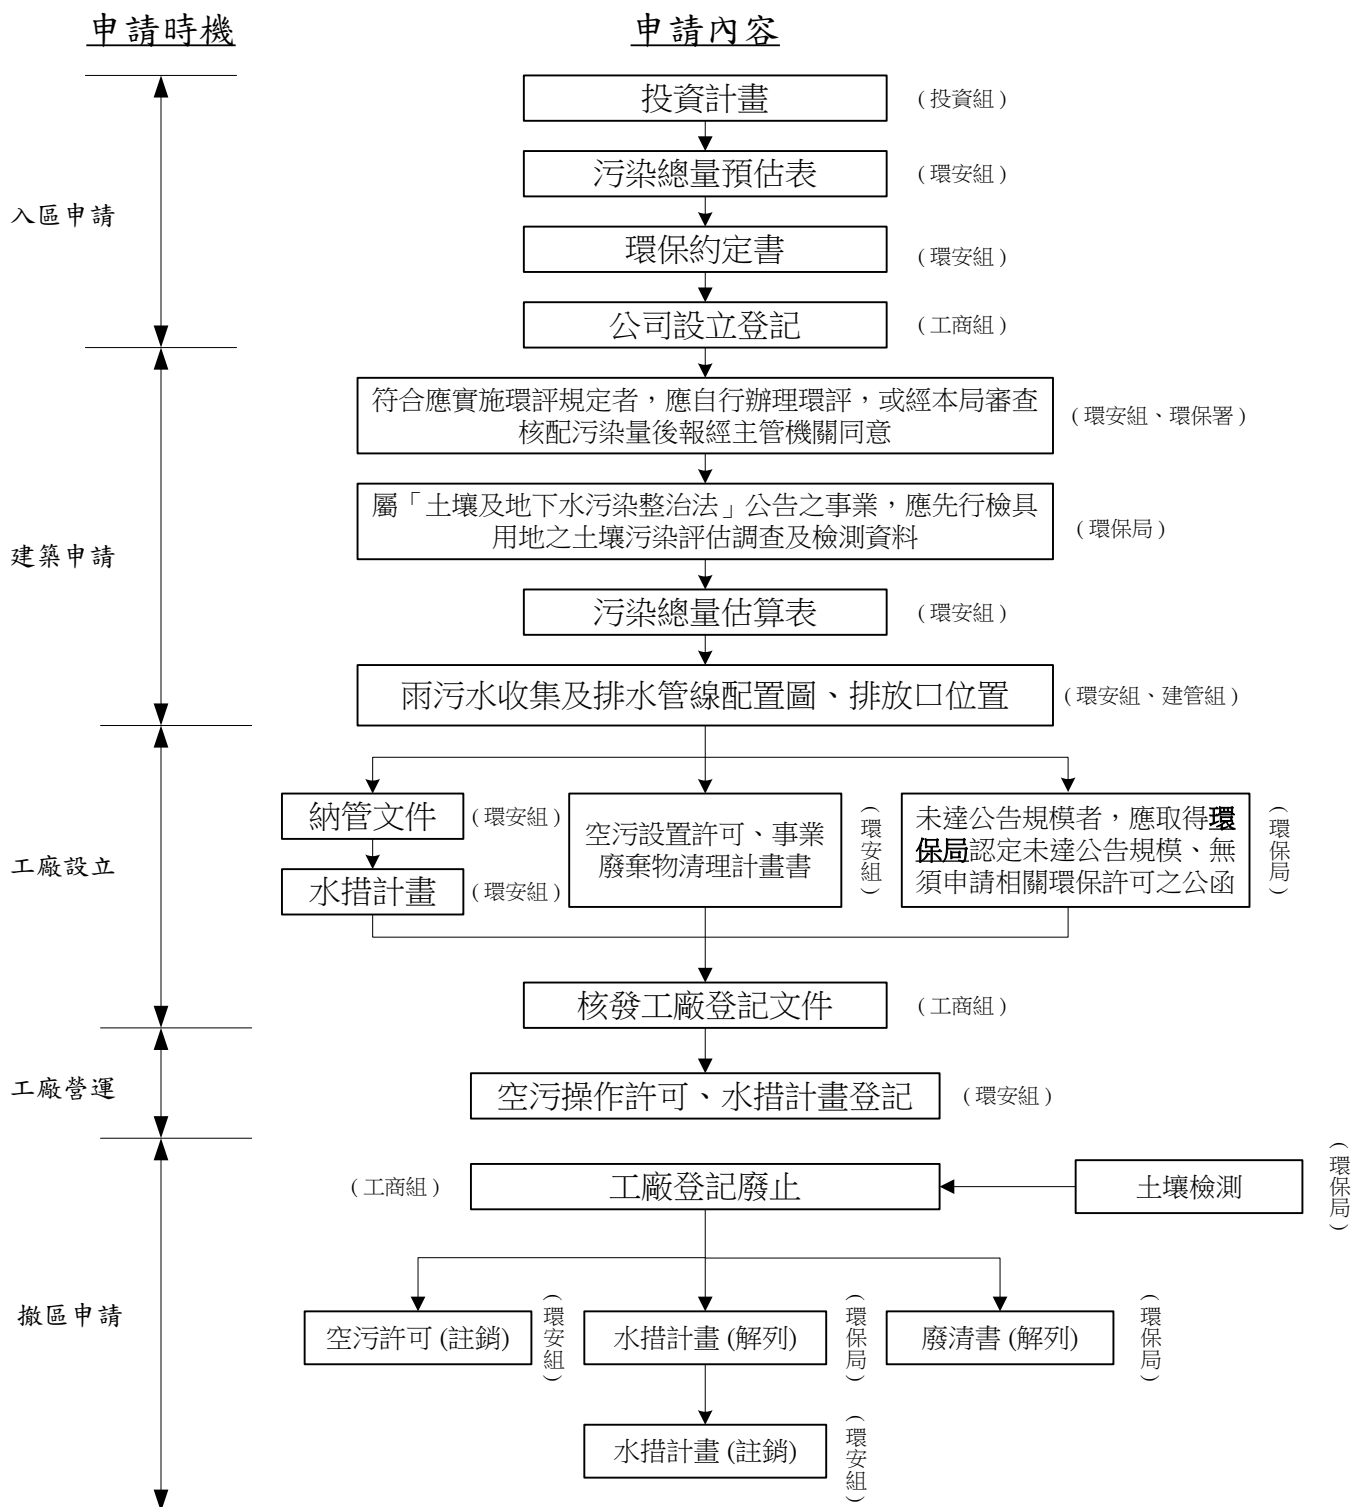 申請時機
申請內容
投資計畫
(投資組)
污染總量預估表
(環安組)
入區申請
環保約定書
(環安組)
公司設立登記
(工商組)
符合應實施環評規定者，應自行辦理環評，或經本局審查
核配污染量後報經主管機關同意
(環安組、環保署)
屬「土壤及地下水污染整治法」公告之事業，應先行檢具
用地之土壤污染評估調查及檢測資料
(環保局)
建築申請
污染總量估算表
(環安組)
雨污水收集及排水管線配置圖、排放口位置
(環安組、建管組)
工廠設立
納管文件
(環安組)
水措計畫
(環安組)
空污設置許可、事業
廢棄物清理計畫書
(環安組)
未達公告規模者，應取得環
保局認定未達公告規模、無
須申請相關環保許可之公函
(環保局)
核發工廠登記文件
(工商組)
工廠營運
空污操作許可、水措計畫登記
(環安組)
(工商組)
工廠登記廢止
土壤檢測
(環保局)
撤區申請
空污許可(註銷)
(環安組)
水措計畫(解列)
(環保局)
廢清書(解列)
(環保局)
水措計畫(註銷)
(環安組)